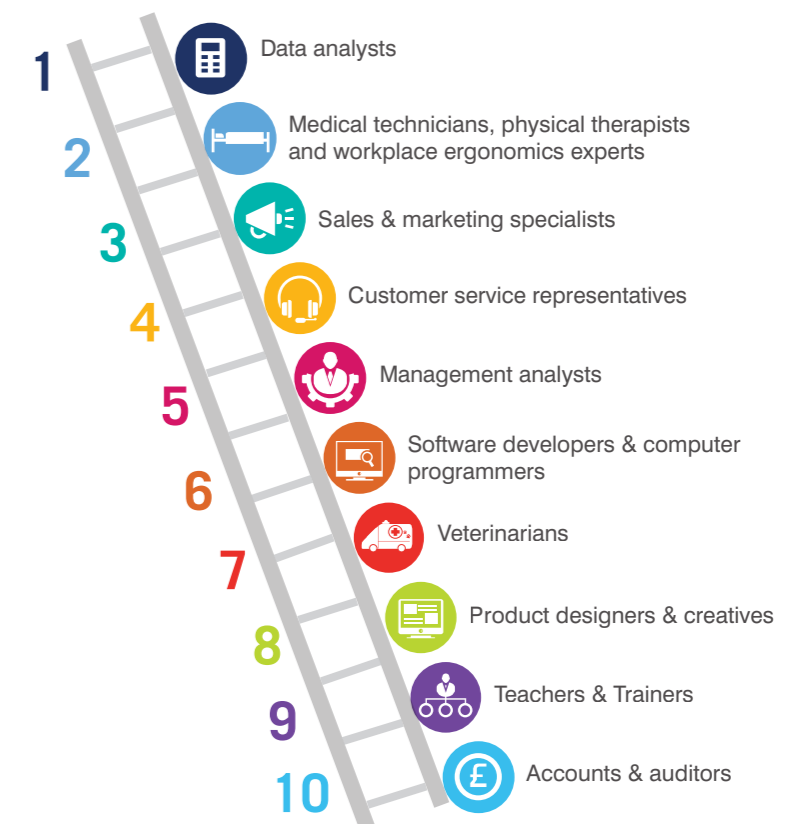 1
Data analysts
2
Medical technicians, physical therapists
and workplace ergonomics experts
3
Sales & marketing specialists
4
Customer service representatives
5
Management analysts
6
Software developers & computer
programmers
7
Veterinarians
8
Product designers & creatives
9
Teachers & Trainers
10
£
Accounts & auditors